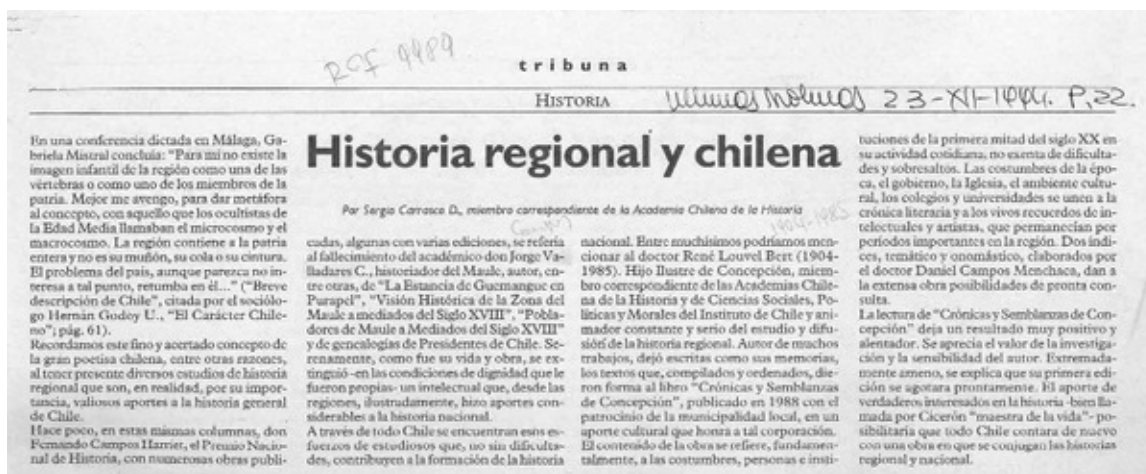 RCF 9989
tribuna
HISTORIA
23-XII-1994. P.22.
Historia regional y chilena
Por Sergio Carrasco D., miembro correspondiente de la Academia Chilena de la Historia
En una conferencia dictada en Málaga, Ga-
briela Mistral concluía: "Para mí no existe la
imagen infantil de la región como una de las
vértebras o como uno de los miembros de la
patria. Mejor me avengo, para dar metáfora
al concepto, con aquello que los ocultistas de
la Edad Media llamaban el microcosmo y el
macrocosmo. La región contiene a la patria
entera y no es su muñón, su cola o su cintura.
El problema del país, aunque parezca no in-
teresa a tal punto, retumba en él..." ("Breve
descripción de Chile", citada por el sociólo-
go Hernán Godoy U., "El Carácter Chile-
no"; pág. 61).
Recordamos este fino y acertado concepto de
la gran poetisa chilena, entre otras razones,
al tener presente diversos estudios de historia
regional que son, en realidad, por su impor-
tancia, valiosos aportes a la historia general
de Chile.
Hace poco, en estas mismas columnas, don
Fernando Campos Harriet, el Premio Nacio-
nal de Historia, con numerosas obras publi-
Campos
cadas, algunas con varias ediciones, se refería
al fallecimiento del académico don Jorge Va-
lladares C., historiador del Maule, autor, en-
tre otras, de "La Estancia de Guemangue en
Purapel", "Visión Histórica de la Zona del
Maule a mediados del Siglo XVIII", "Pobla-
dores de Maule a Mediados del Siglo XVIII"
y de genealogías de Presidentes de Chile. Se-
renamente, como fue su vida y obra, se ex-
tinguió -en las condiciones de dignidad que le
fueron propias- un intelectual que, desde las
regiones, ilustradamente, hizo aportes con-
siderables a la historia nacional.
A través de todo Chile se encuentran esos es-
fuerzos de estudiosos que, no sin dificulta-
des, contribuyen a la formación de la historia
1904-1985
nacional. Entre muchísimos podríamos men-
cionar al doctor René Louvel Bert (1904-
1985). Hijo Ilustre de Concepción, miem-
bro correspondiente de las Academias Chile-
na de la Historia y de Ciencias Sociales, Po-
líticas y Morales del Instituto de Chile y ani-
mador constante y serio del estudio y difu-
sión de la historia regional. Autor de muchos
trabajos, dejó escritas como sus memorias,
los textos que, compilados y ordenados, die-
ron forma al libro "Crónicas y Semblanzas
de Concepción", publicado en 1988 con el
patrocinio de la municipalidad local, en un
aporte cultural que honra a tal corporación.
El contenido de la obra se refiere, fundamen-
talmente, a las costumbres, personas e insti-
tuciones de la primera mitad del siglo XX en
su actividad cotidiana, no exenta de dificulta-
des y sobresaltos. Las costumbres de la épo-
ca, el gobierno, la Iglesia, el ambiente cultu-
ral, los colegios y universidades se unen a la
crónica literaria y a los vivos recuerdos de in-
telectuales y artistas, que permanecían por
períodos importantes en la región. Dos índi-
ces, temático y onomástico, elaborados por
el doctor Daniel Campos Menchaca, dan a
la extensa obra posibilidades de pronta con-
sulta.
La lectura de "Crónicas y Semblanzas de Con-
cepción" deja un resultado muy positivo y
alentador. Se aprecia el valor de la investiga-
ción y la sensibilidad del autor. Extremada-
mente ameno, se explica que su primera edi-
ción se agotara prontamente. El aporte de
verdaderos interesados en la historia -bien lla-
mada por Cicerón "maestra de la vida"- po-
sibilitaría que todo Chile contara de nuevo
con una obra en que se conjugan las historias
regional y nacional.